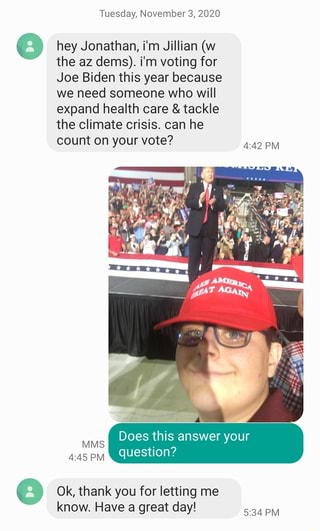 Tuesday, November 3, 2020
hey Jonathan, i'm Jillian (w
the az dems). i'm voting for
Joe Biden this year because
we need someone who will
expand health care & tackle
the climate crisis. can he
count on your vote?
4:42 PM
MAKE AMERICA
GREAT AGAIN
Does this answer your
question?
MMS
4:45 PM
Ok, thank you for letting me
know. Have a great day!
5:34 PM